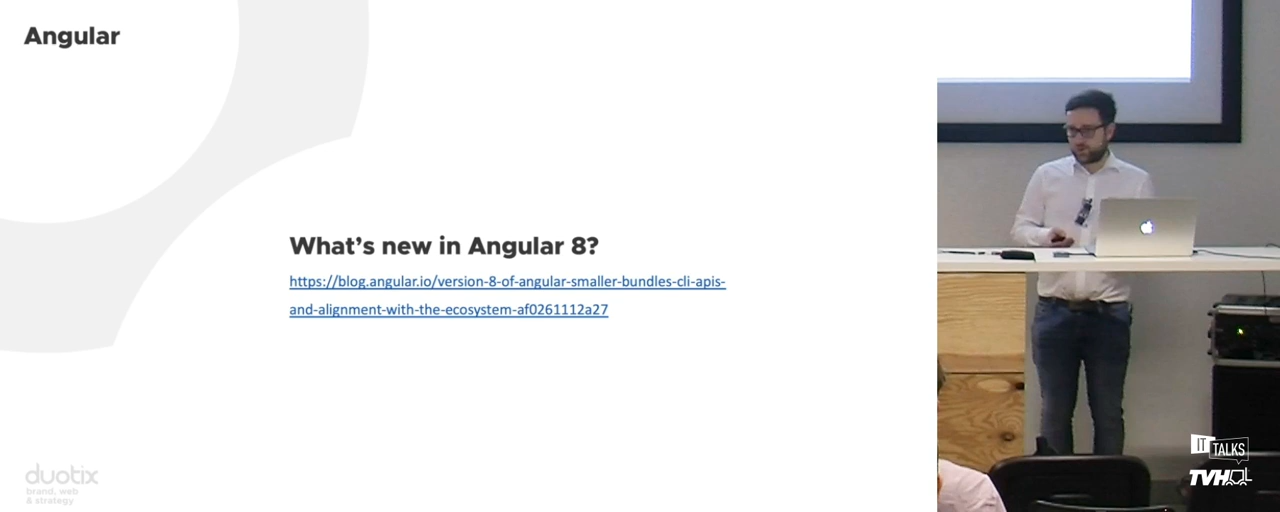 Angular
What's new in Angular 8?
https://blog.angular.io/version-8-of-angular-smaller-bundles-cli-apis-
and-alignment-with-the-ecosystem-af0261112a27
duotix
brand, web
& strategy
IT TALKS
TVH